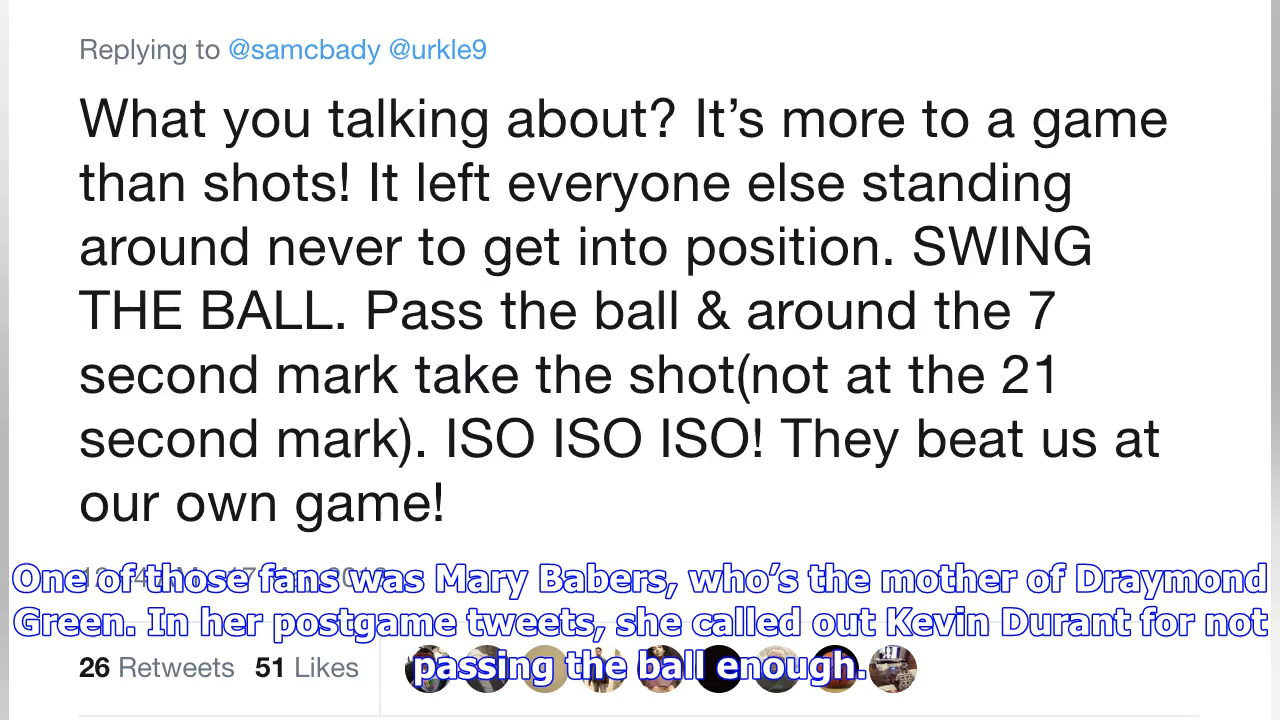 Replying to @samcbady @urkle9
What you talking about? It’s more to a game
than shots! It left everyone else standing
around never to get into position. SWING
THE BALL. Pass the ball & around the 7
second mark take the shot(not at the 21
second mark). ISO ISO ISO! They beat us at
our own game!
One of those fans was Mary Babers, who’s the mother of Draymond
Green. In her postgame tweets, she called out Kevin Durant for not
passing the ball enough.
26 Retweets 51 Likes